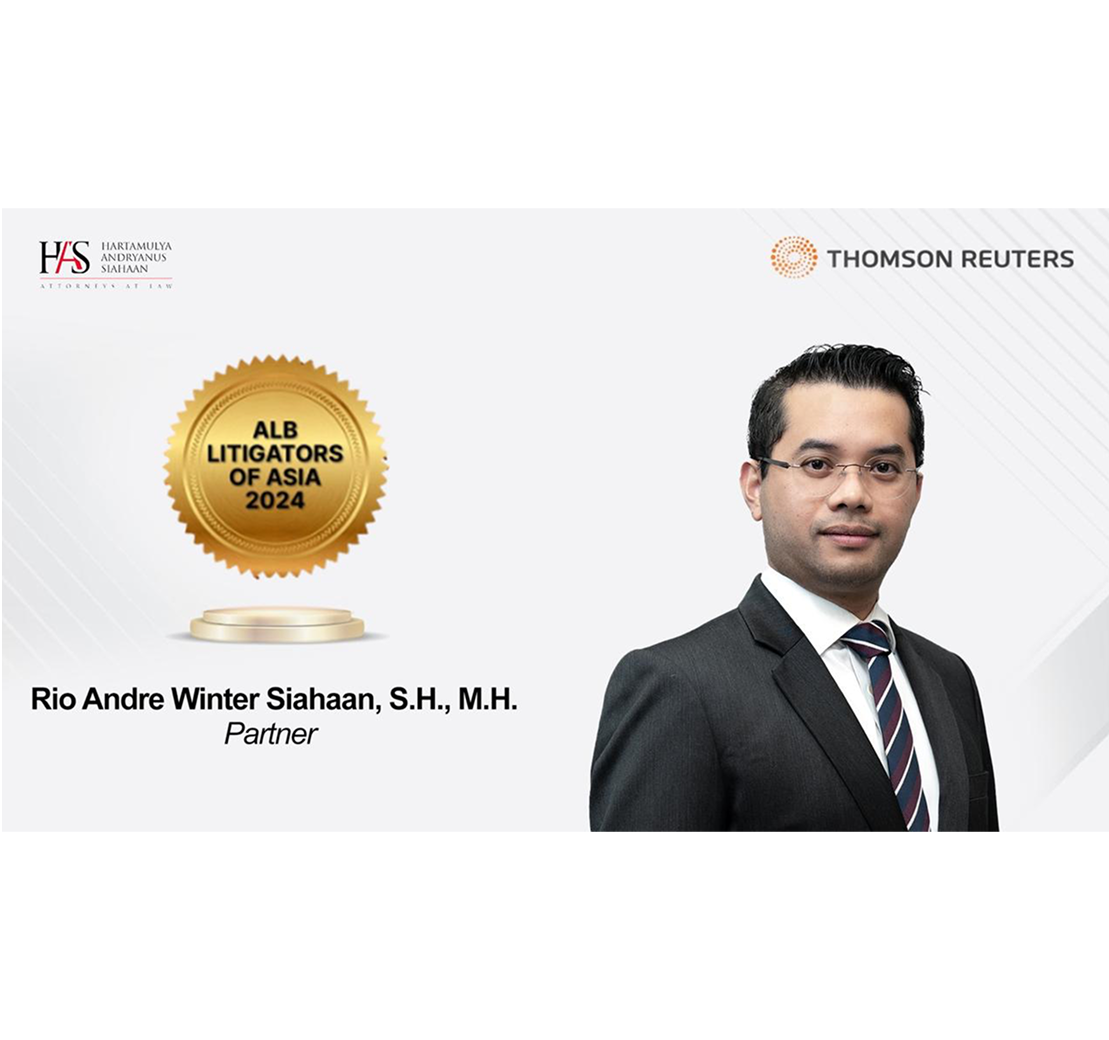 HAS
HARTAMULYA
ANDRYANUS
SIAHAAN
ATTORNEYS AT LAW
THOMSON REUTERS
ALB
LITIGATORS
OF ASIA
2024
Rio Andre Winter Siahaan, S.H., M.H.
Partner